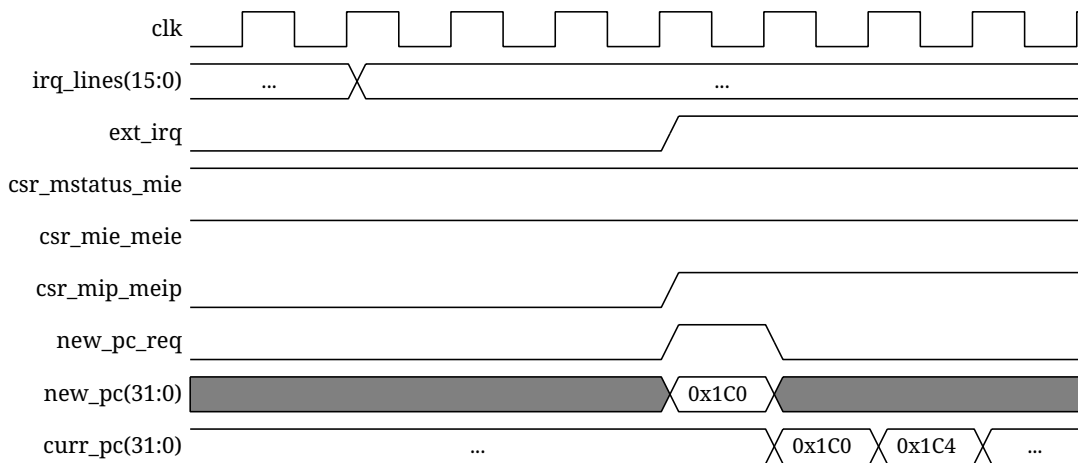 clk
irq_lines(15:0) ... ...
ext_irq
csr_mstatus_mie
csr_mie_meie
csr_mip_meip
new_pc_req
new_pc(31:0) 0x1C0
curr_pc(31:0) ... 0x1C0 0x1C4 ...